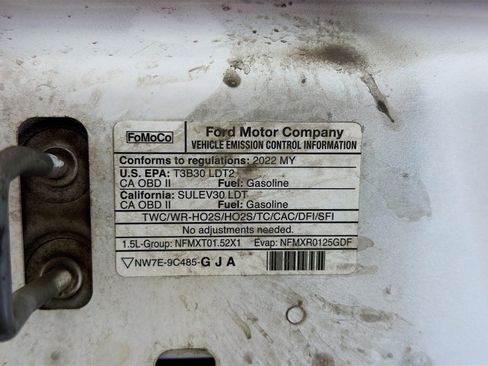 FoMoCo
Ford Motor Company
VEHICLE EMISSION CONTROL INFORMATION
Conforms to regulations: 2022 MY
U.S. EPA: T3B30 LDT2
CA OBD II Fuel: Gasoline
California: SULEV30 LDT
CA OBD II Fuel: Gasoline
TWC/WR-HO2S/HO2S/TC/CAC/DFI/SFI
No adjustments needed.
1.5L-Group: NFMXT01.52X1 Evap: NFMXR0125GDF
NW7E-9C485-GJA